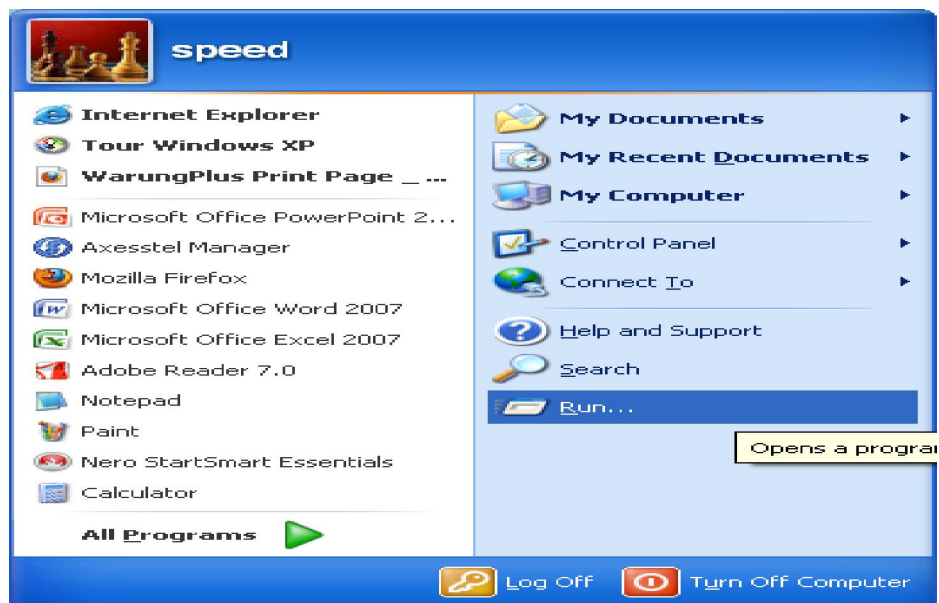 speed
Internet Explorer
Tour Windows XP
WarungPlus Print Page _ ...
Microsoft Office PowerPoint 2...
Axesstel Manager
Mozilla Firefox
Microsoft Office Word 2007
Microsoft Office Excel 2007
Adobe Reader 7.0
Notepad
Paint
Nero StartSmart Essentials
Calculator
All Programs
My Documents
My Recent Documents
My Computer
Control Panel
Connect To
Help and Support
Search
Run...
Opens a progra
Log Off
Turn Off Computer